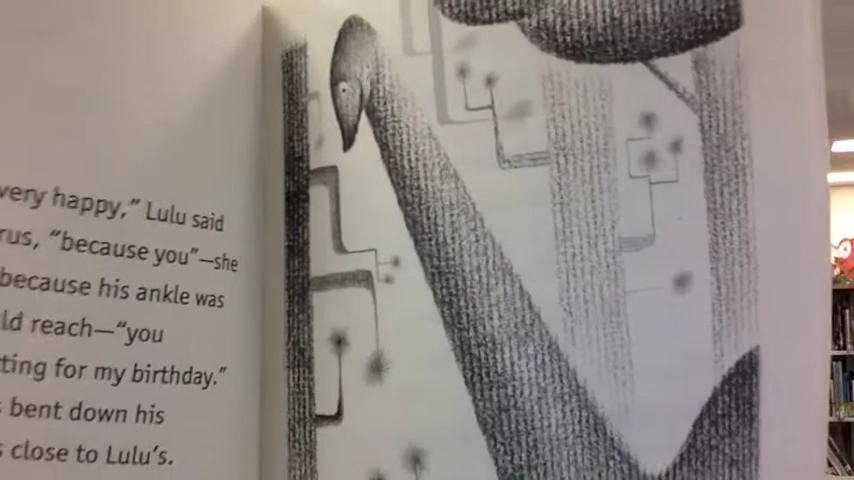 very happy," Lulu said
rus, "because you"—she
because his ankle was
ld reach—"you
ting for my birthday."
bent down his
s close to Lulu's.